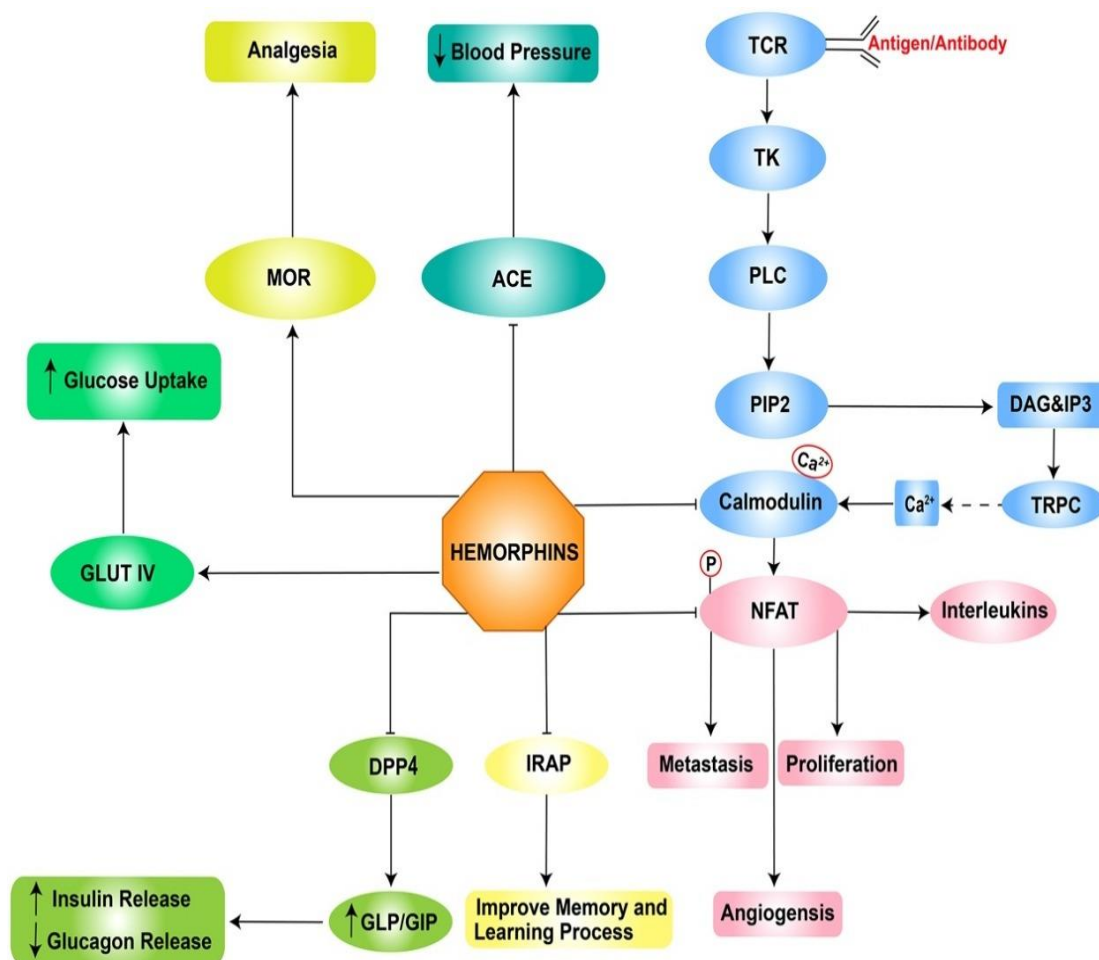 Analgesia
↓ Blood Pressure
TCR
Antigen/Antibody
TK
MOR
ACE
PLC
↑ Glucose Uptake
PIP2
DAG&IP3
Ca²⁺
Calmodulin
Ca²⁺
TRPC
HEMORPHINS
GLUT IV
P
NFAT
Interleukins
DPP4
IRAP
Metastasis
Proliferation
↑ Insulin Release
↓ Glucagon Release
↑ GLP/GIP
Improve Memory and
Learning Process
Angiogensis